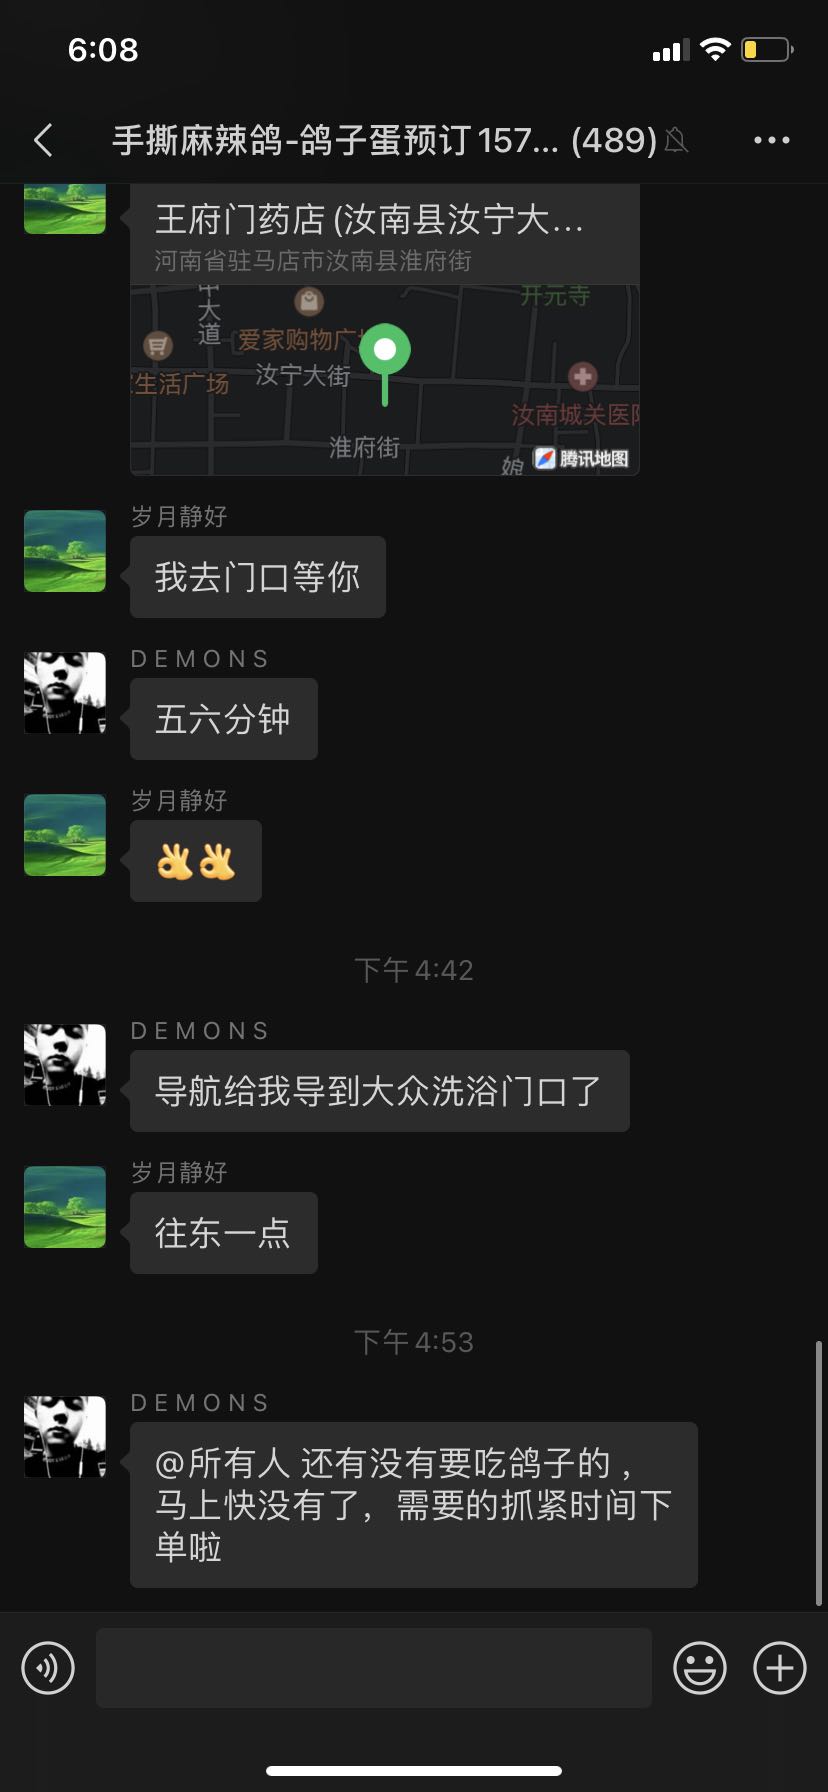 6:08
手撕麻辣鸽-鸽子蛋预订157... (489)
王府门药店(汝南县汝宁大...
河南省驻马店市汝南县淮府街
中大道
开元寺
爱家购物广场
生活广场
汝宁大街
汝南城关医院
淮府街
娘
腾讯地图
岁月静好
我去门口等你
DEMONS
五六分钟
岁月静好
👌👌
下午4:42
DEMONS
导航给我导到大众洗浴门口了
岁月静好
往东一点
下午4:53
DEMONS
@所有人 还有没有要吃鸽子的，
马上快没有了，需要的抓紧时间下
单啦